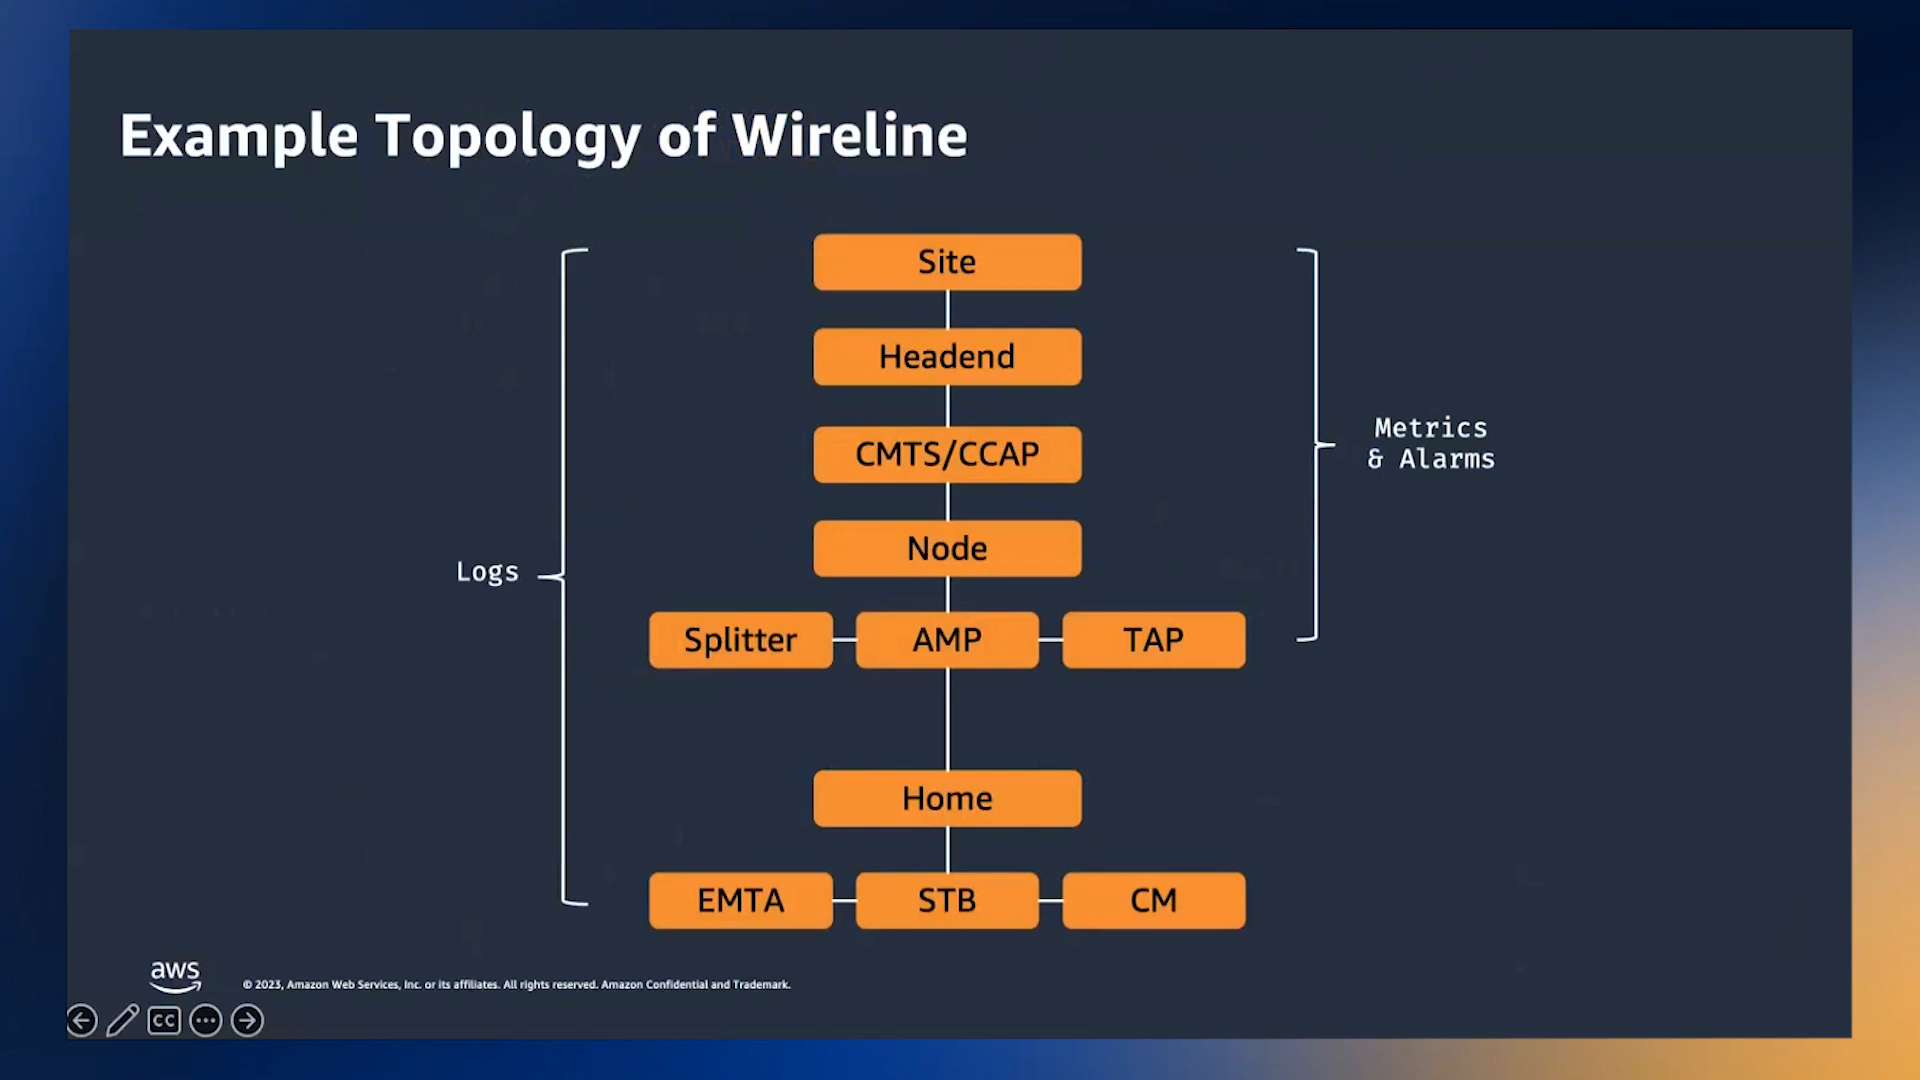 Example Topology of Wireline
Site
Headend
CMTS/CCAP
Metrics
& Alarms
Node
Logs
Splitter
AMP
TAP
Home
EMTA
STB
CM
aws
© 2023, Amazon Web Services, Inc. or its affiliates. All rights reserved. Amazon Confidential and Trademark.
CC